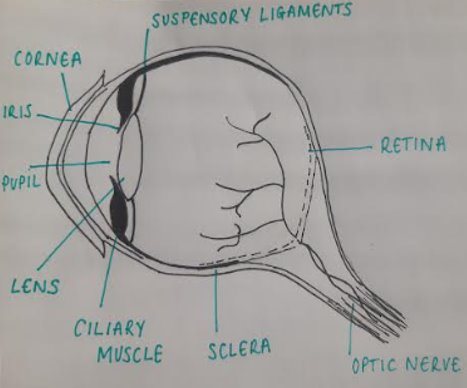 SUSPENSORY LIGAMENTS
CORNEA
IRIS
RETINA
PUPIL
LENS
CILIARY
MUSCLE
SCLERA
OPTIC NERVE